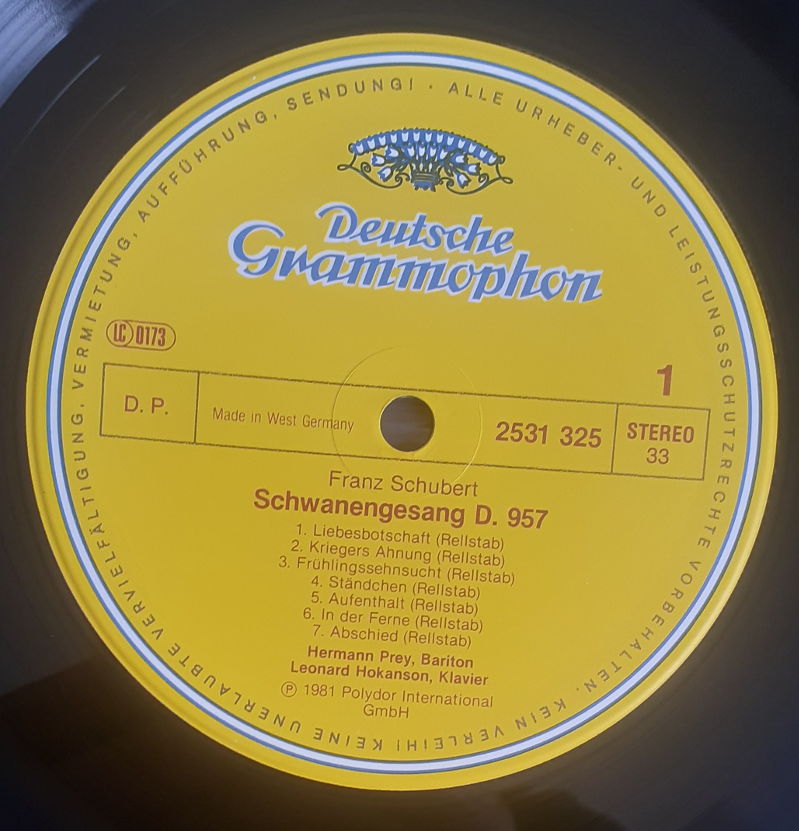 ALLE URHEBER- UND LEISTUNGSSCHUTZRECHTE VORBEHALTEN. KEIN VERLEIH! KEINE UNERLAUBTE VERVIELFÄLTIGUNG, VERMIETUNG, AUFFÜHRUNG, SENDUNG! ·
Deutsche
Grammophon
LC 0173
1
D. P.
Made in West Germany
2531 325
STEREO
33
Franz Schubert
Schwanengesang D. 957
1. Liebesbotschaft (Rellstab)
2. Kriegers Ahnung (Rellstab)
3. Frühlingssehnsucht (Rellstab)
4. Ständchen (Rellstab)
5. Aufenthalt (Rellstab)
6. In der Ferne (Rellstab)
7. Abschied (Rellstab)
Hermann Prey, Bariton
Leonard Hokanson, Klavier
℗ 1981 Polydor International
GmbH